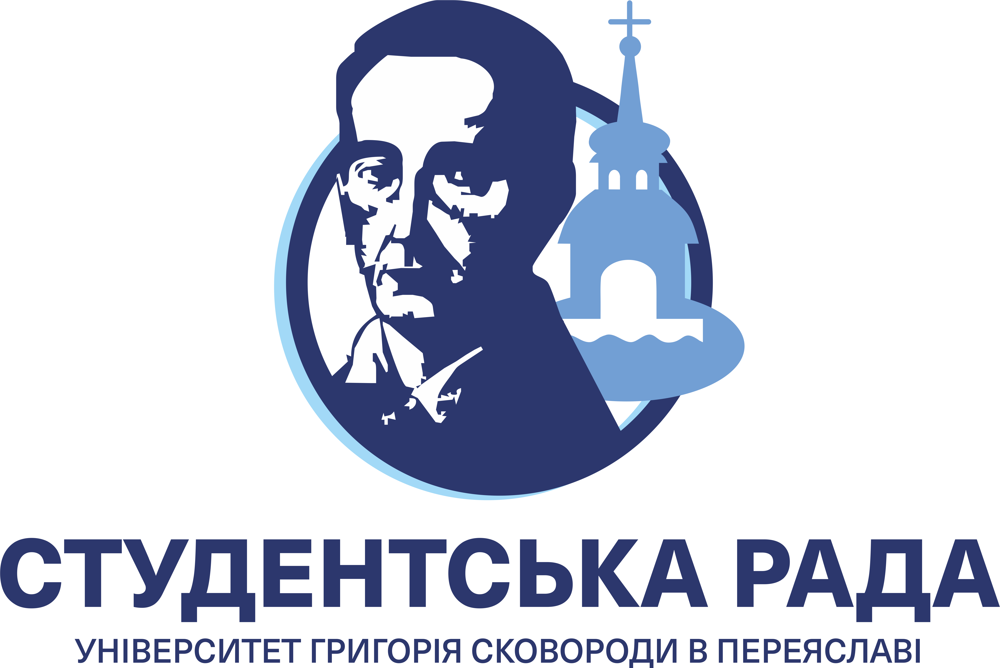 СТУДЕНТСЬКА РАДА
УНІВЕРСИТЕТ ГРИГОРІЯ СКОВОРОДИ В ПЕРЕЯСЛАВІ